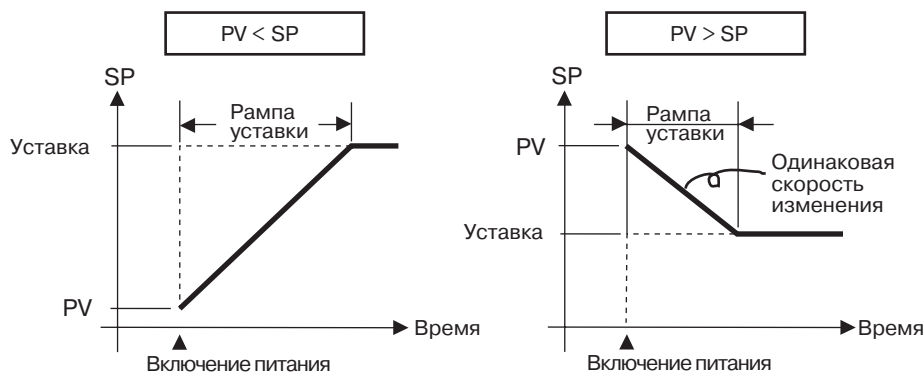 PV < SP
SP
Рампа
уставки
Уставка
PV
Время
Включение питания
PV > SP
SP
Рампа
уставки
PV
Одинаковая
скорость
изменения
Уставка
Время
Включение питания